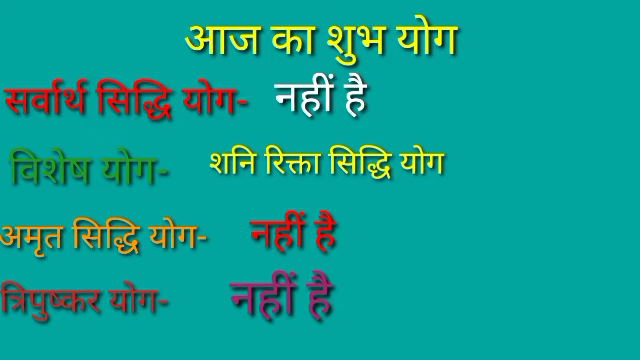 आज का शुभ योग
सर्वार्थ सिद्धि योग- नहीं है
विशेष योग- शनि रिक्ता सिद्धि योग
अमृत सिद्धि योग- नहीं है
त्रिपुष्कर योग- नहीं है